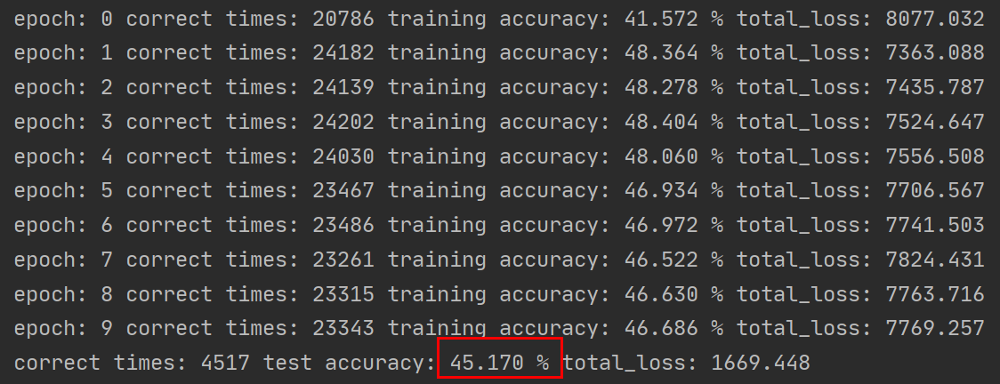 epoch: 0 correct times: 20786 training accuracy: 41.572 % total_loss: 8077.032
epoch: 1 correct times: 24182 training accuracy: 48.364 % total_loss: 7363.088
epoch: 2 correct times: 24139 training accuracy: 48.278 % total_loss: 7435.787
epoch: 3 correct times: 24202 training accuracy: 48.404 % total_loss: 7524.647
epoch: 4 correct times: 24030 training accuracy: 48.060 % total_loss: 7556.508
epoch: 5 correct times: 23467 training accuracy: 46.934 % total_loss: 7706.567
epoch: 6 correct times: 23486 training accuracy: 46.972 % total_loss: 7741.503
epoch: 7 correct times: 23261 training accuracy: 46.522 % total_loss: 7824.431
epoch: 8 correct times: 23315 training accuracy: 46.630 % total_loss: 7763.716
epoch: 9 correct times: 23343 training accuracy: 46.686 % total_loss: 7769.257
correct times: 4517 test accuracy: 45.170 % total_loss: 1669.448